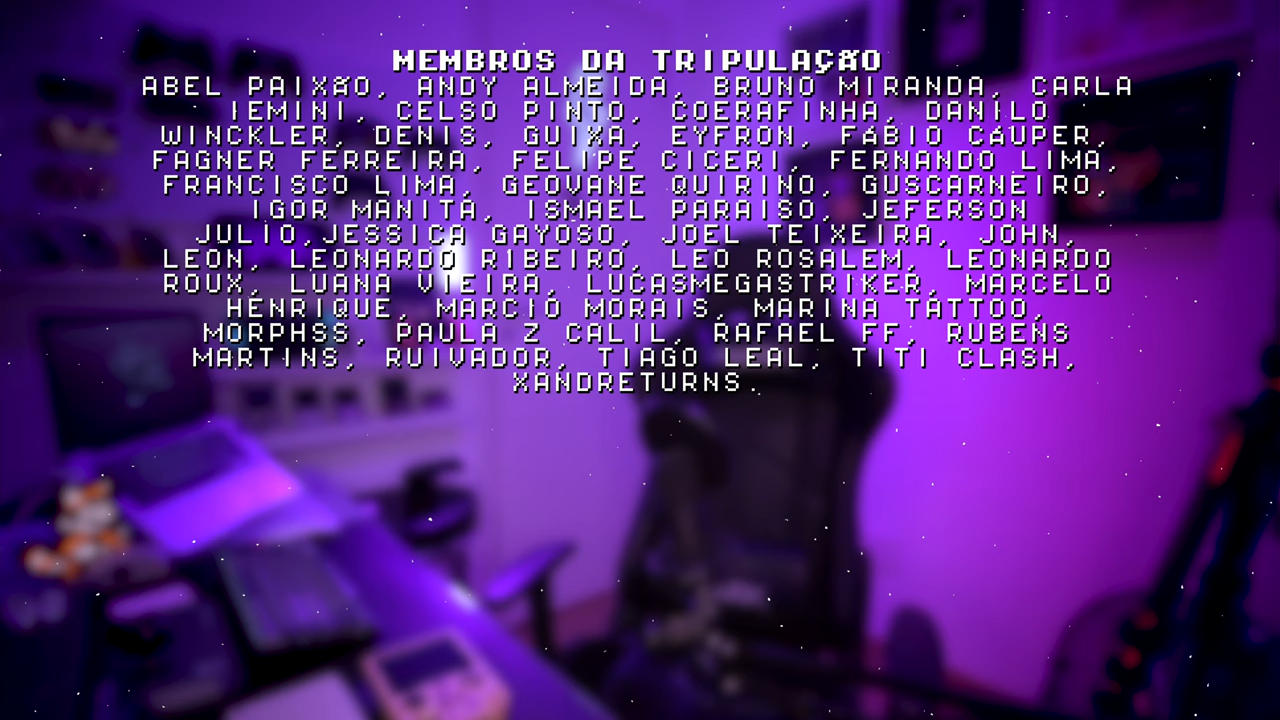 MEMBROS DA TRIPULAÇÃO
ABEL PAIXÃO, ANDY ALMEIDA, BRUNO MIRANDA, CARLA
IEMINI, CELSO PINTO, COERAFINHA, DANILO
WINCKLER, DENIS, GUIXA, EYFRON, FÁBIO CÁUPER,
FAGNER FERREIRA, FELIPE CICERI, FERNANDO LIMA,
FRANCISCO LIMA, GEOVANE QUIRINO, GUSCARNEIRO,
IGOR MANITA, ISMAEL PARAISO, JEFERSON
JULIO,JESSICA GAYOSO, JOEL TEIXEIRA, JOHN,
LEON, LEONARDO RIBEIRO, LEO ROSALEM, LEONARDO
ROUX, LUANA VIEIRA, LUCASMEGASTRIKER, MARCELO
HENRIQUE, MARCIO MORAIS, MARINA TATTOO,
MORPHSS, PAULA Z CALIL, RAFAEL FF, RUBENS
MARTINS, RUIVADOR, TIAGO LEAL, TITI CLASH,
XANDRETURNS.